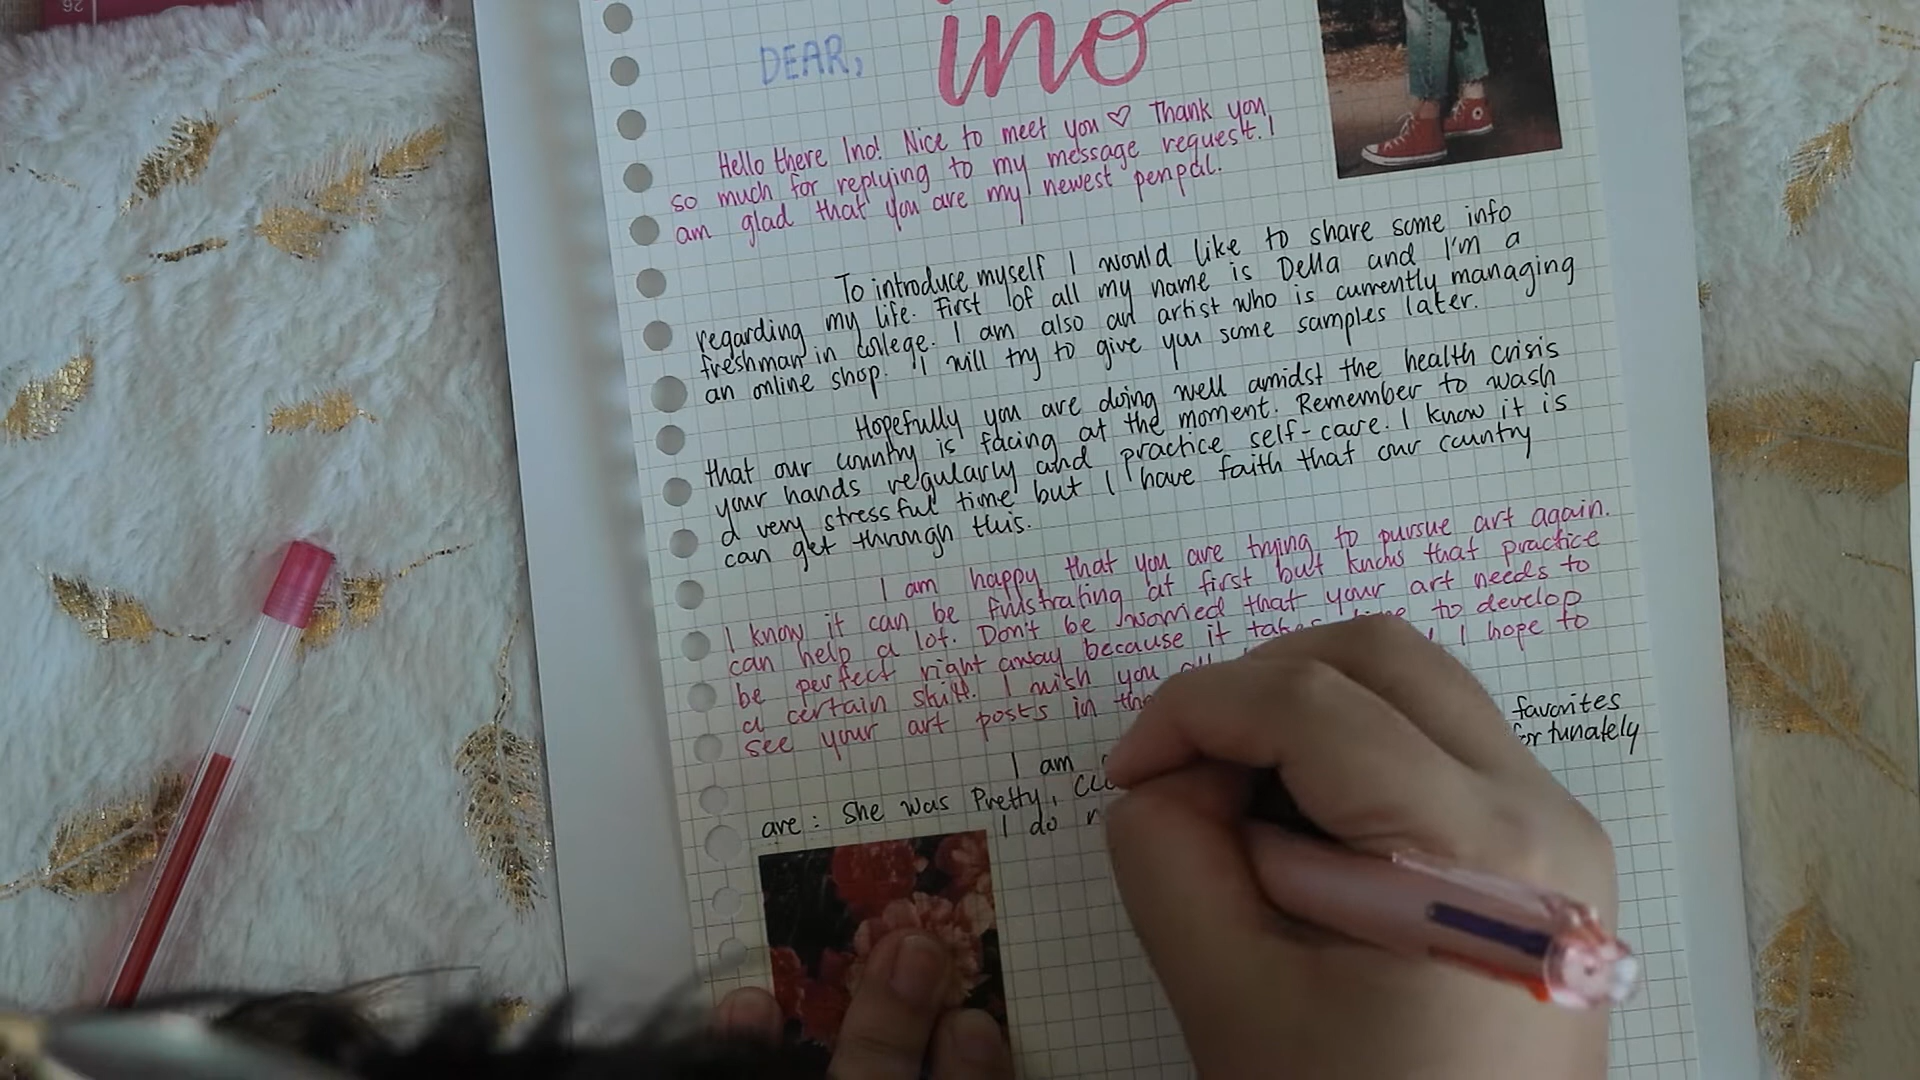 26
DEAR, ino
Hello there Ino! Nice to meet you ♡ Thank you
so much for replying to my message request. I
am glad that you are my newest penpal.
To introduce myself I would like to share some info
regarding my life. First of all my name is Della and I'm a
freshman in college. I am also an artist who is currently managing
an online shop. I will try to give you some samples later.
Hopefully you are doing well amidst the health crisis
that our country is facing at the moment. Remember to wash
your hands regularly and practice self-care. I know it is
a very stressful time but I have faith that our country
can get through this.
I am happy that you are trying to pursue art again.
I know it can be frustrating at first but know that practice
can help a lot. Don't be worried that your art needs to
be perfect right away because it takes time to develop
a certain skill. I wish you all I hope to
see your art posts in the
I am favorites
are: She was Pretty, fortunately
I do